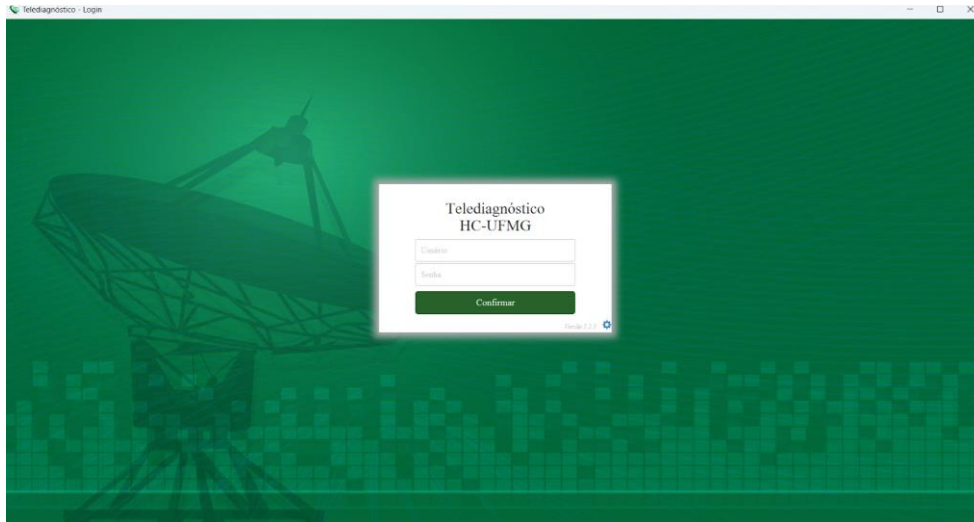 Telediagnóstico - Login
Telediagnóstico
HC-UFMG
Usuário
Senha
Confirmar